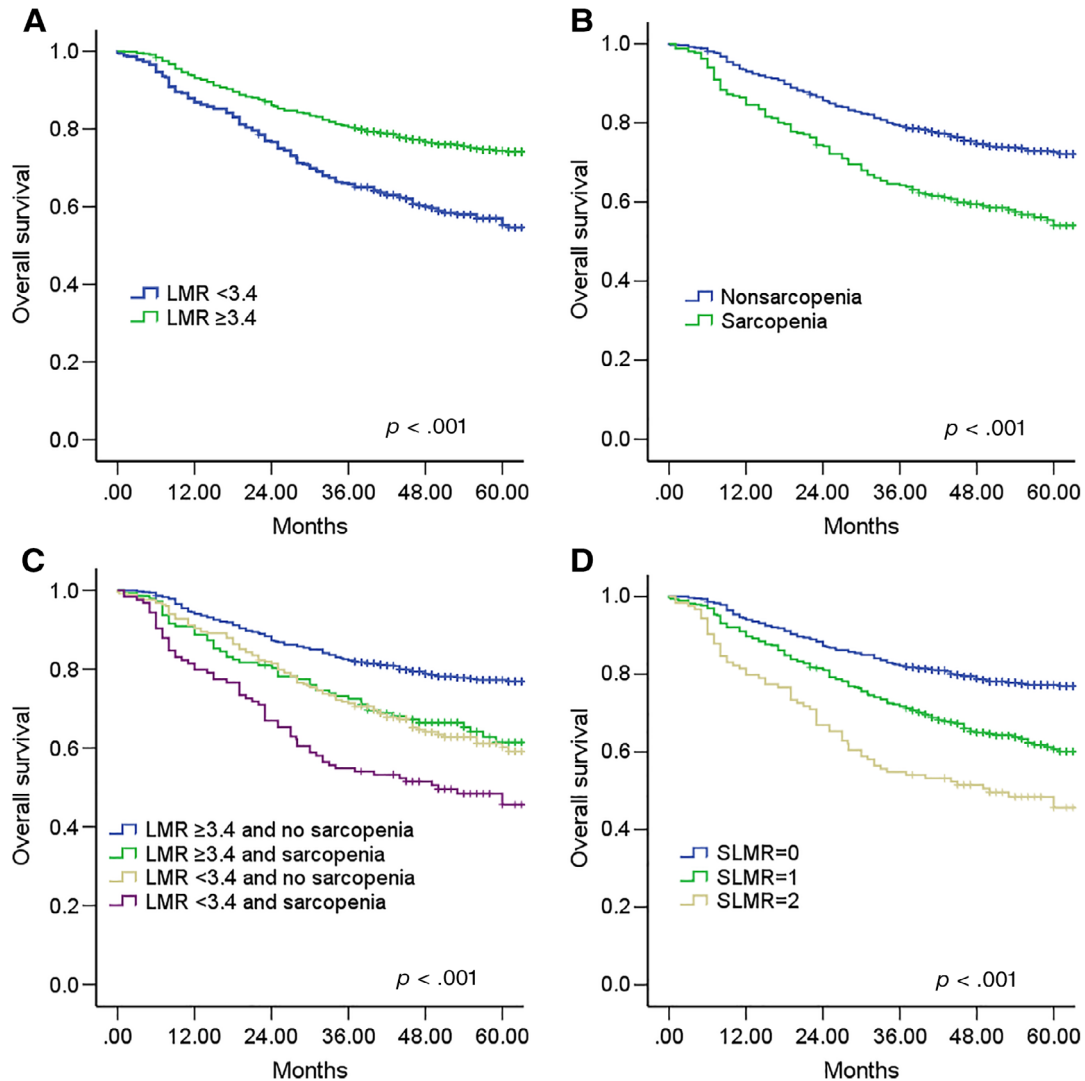 A
1.0
0.8
0.6
0.4
0.2
0.0
Overall survival
LMR <3.4
LMR ≥3.4
p < .001
.00 12.00 24.00 36.00 48.00 60.00
Months
B
1.0
0.8
0.6
0.4
0.2
0.0
Overall survival
Nonsarcopenia
Sarcopenia
p < .001
.00 12.00 24.00 36.00 48.00 60.00
Months
C
1.0
0.8
0.6
0.4
0.2
0.0
Overall survival
LMR ≥3.4 and no sarcopenia
LMR ≥3.4 and sarcopenia
LMR <3.4 and no sarcopenia
LMR <3.4 and sarcopenia
p < .001
.00 12.00 24.00 36.00 48.00 60.00
Months
D
1.0
0.8
0.6
0.4
0.2
0.0
Overall survival
SLMR=0
SLMR=1
SLMR=2
p < .001
.00 12.00 24.00 36.00 48.00 60.00
Months